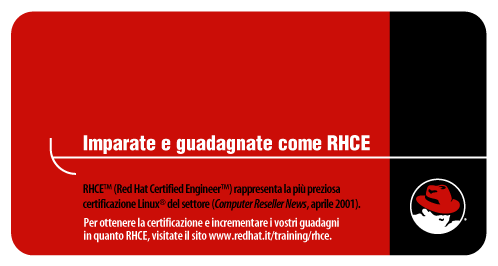 Imparate e guadagnate come RHCE
RHCE™ (Red Hat Certified Engineer™) rappresenta la più preziosa
certificazione Linux® del settore (Computer Reseller News, aprile 2001).
Per ottenere la certificazione e incrementare i vostri guadagni
in quanto RHCE, visitate il sito www.redhat.it/training/rhce.